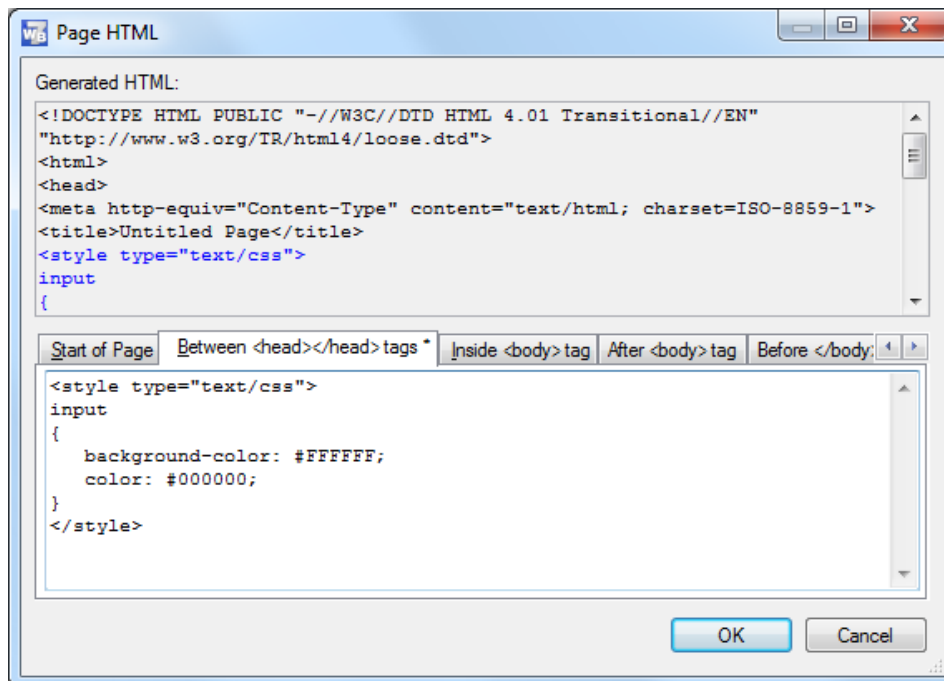 Page HTML
Generated HTML:
<!DOCTYPE HTML PUBLIC "-//W3C//DTD HTML 4.01 Transitional//EN"
"http://www.w3.org/TR/html4/loose.dtd">
<html>
<head>
<meta http-equiv="Content-Type" content="text/html; charset=ISO-8859-1">
<title>Untitled Page</title>
<style type="text/css">
input
{
Start of Page Between <head></head> tags * Inside <body> tag After <body> tag Before </body
<style type="text/css">
input
{
   background-color: #FFFFFF;
   color: #000000;
}
</style>
OK Cancel